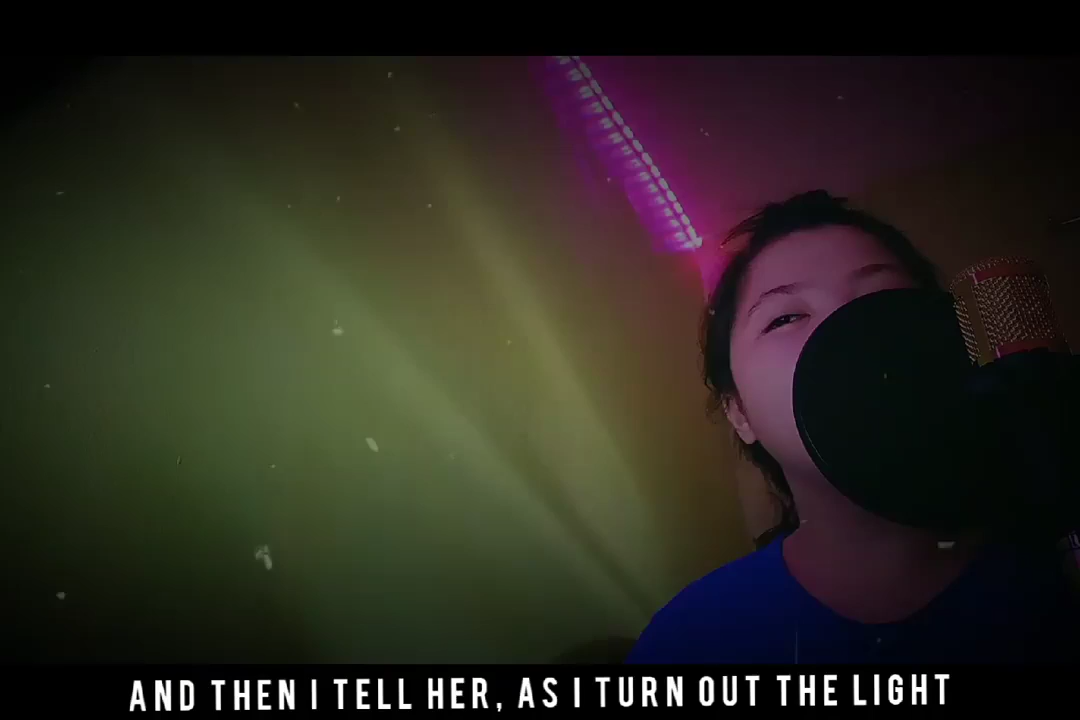 AND THEN I TELL HER, AS I TURN OUT THE LIGHT